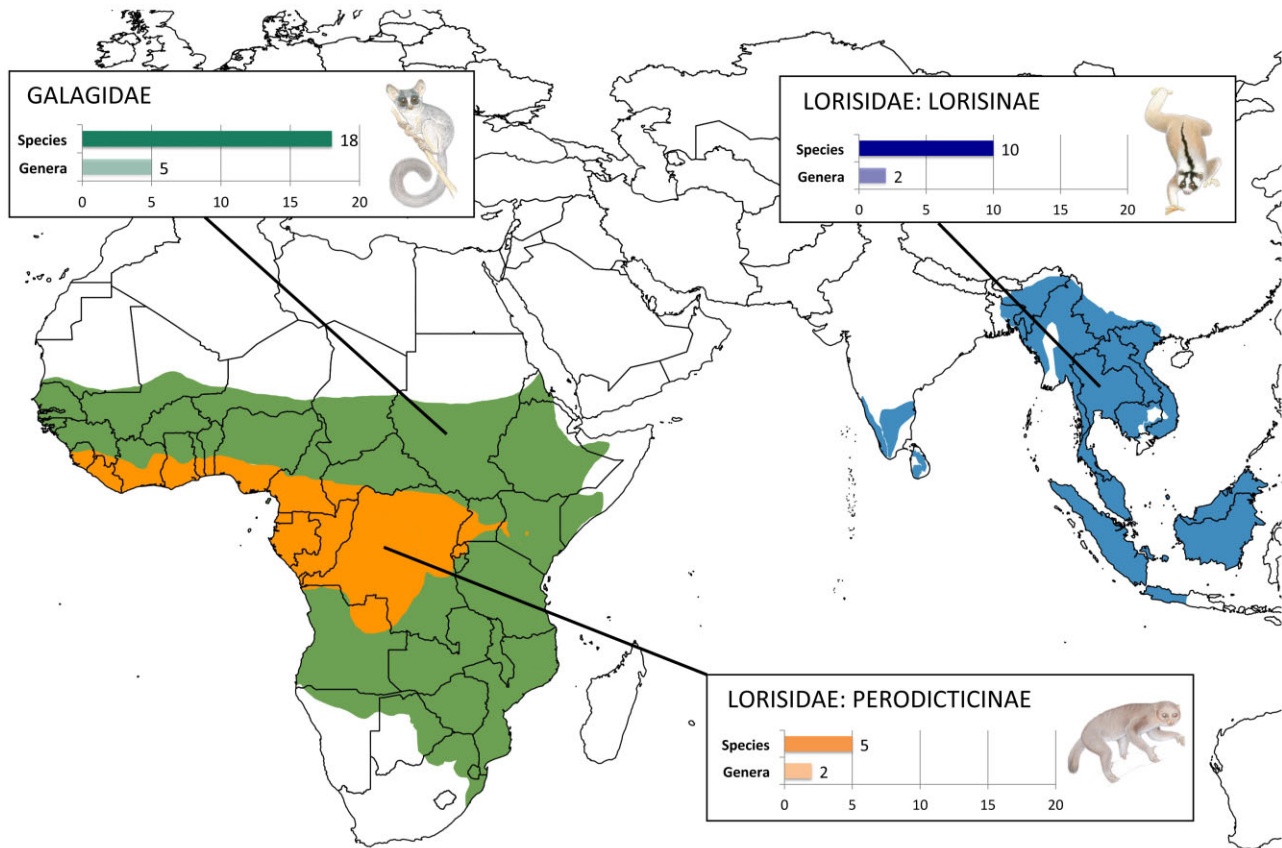 GALAGIDAE
Species 18
Genera 5
0 5 10 15 20
LORISIDAE: LORISINAE
Species 10
Genera 2
0 5 10 15 20
LORISIDAE: PERODICTICINAE
Species 5
Genera 2
0 5 10 15 20